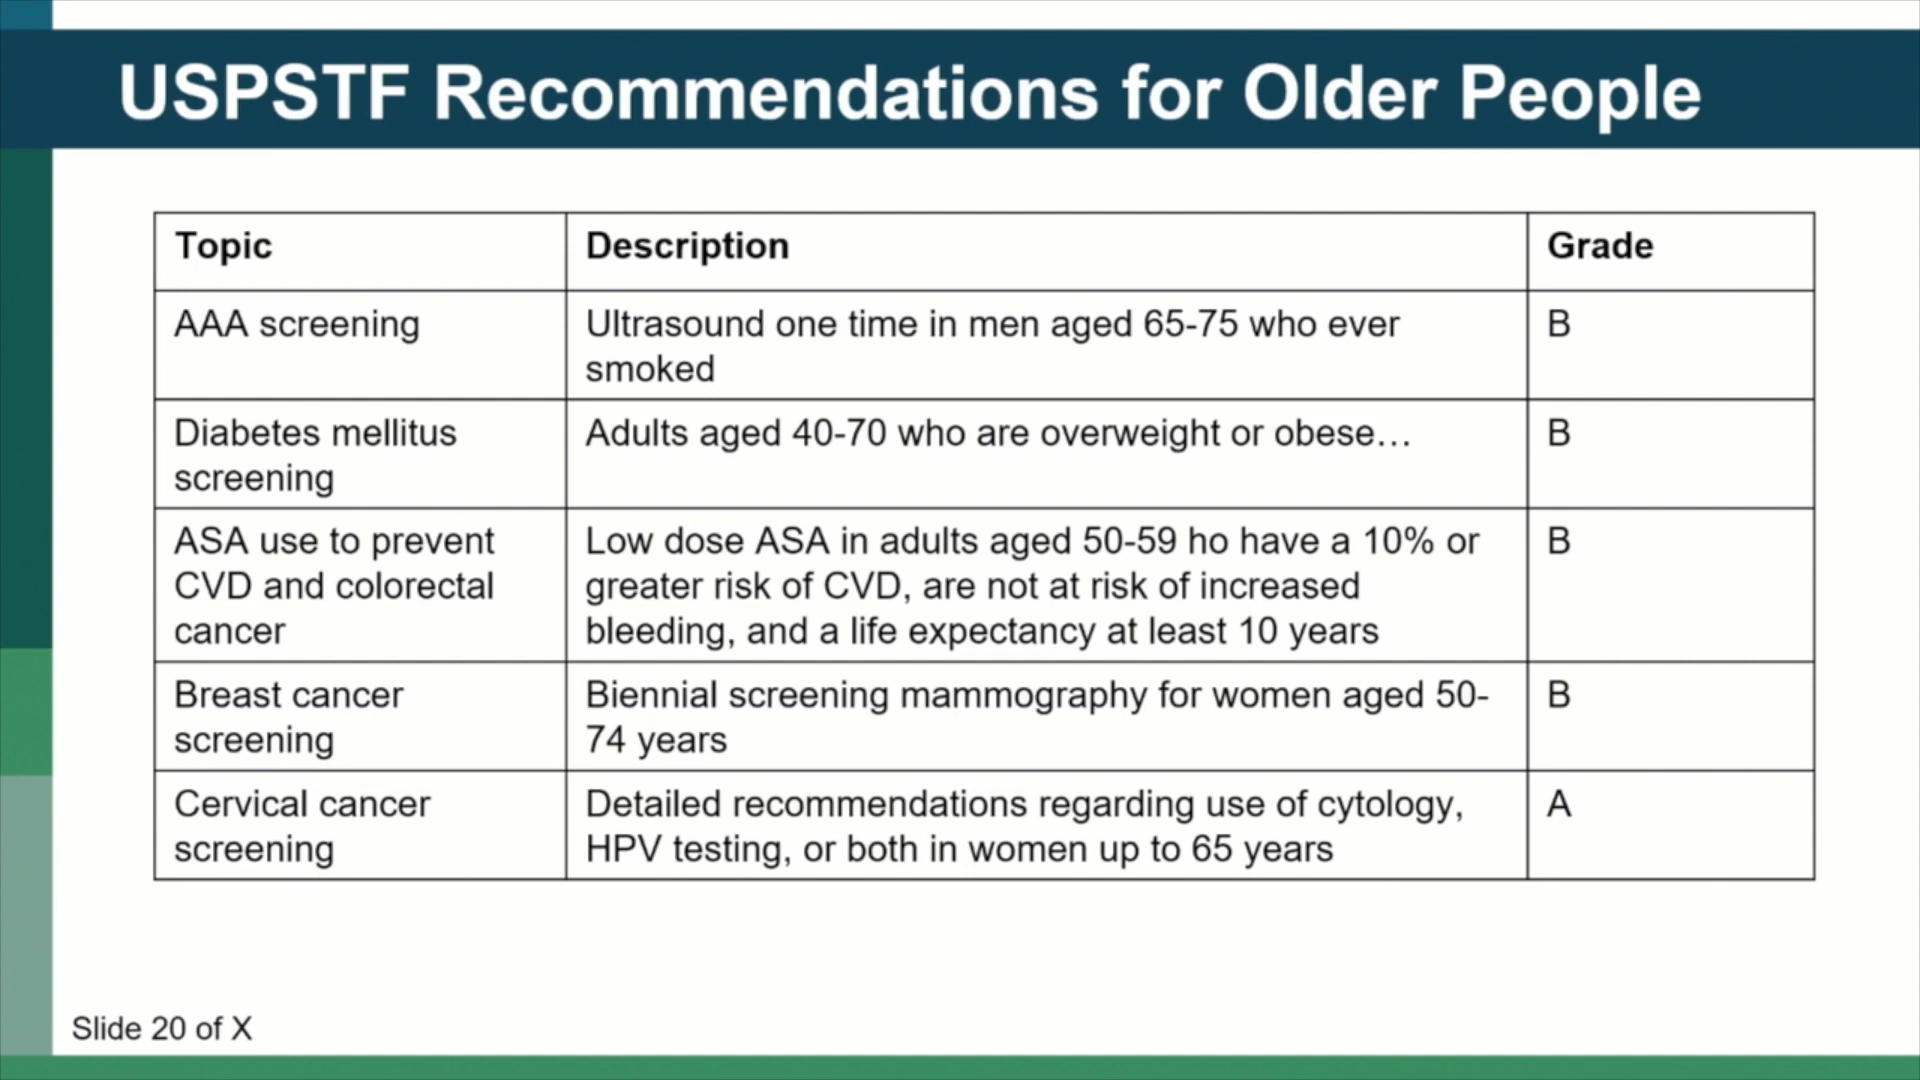 USPSTF Recommendations for Older People
Topic
Description
Grade
AAA screening
Ultrasound one time in men aged 65-75 who ever
smoked
B
Diabetes mellitus
screening
Adults aged 40-70 who are overweight or obese…
B
ASA use to prevent
CVD and colorectal
cancer
Low dose ASA in adults aged 50-59 ho have a 10% or
greater risk of CVD, are not at risk of increased
bleeding, and a life expectancy at least 10 years
B
Breast cancer
screening
Biennial screening mammography for women aged 50-
74 years
B
Cervical cancer
screening
Detailed recommendations regarding use of cytology,
HPV testing, or both in women up to 65 years
A
Slide 20 of X